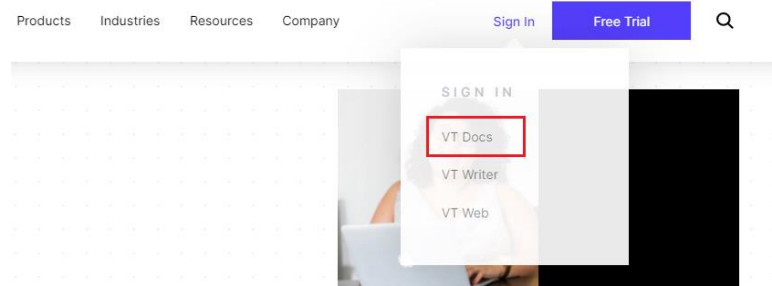 Products Industries Resources Company Sign In Free Trial
SIGN IN
VT Docs
VT Writer
VT Web